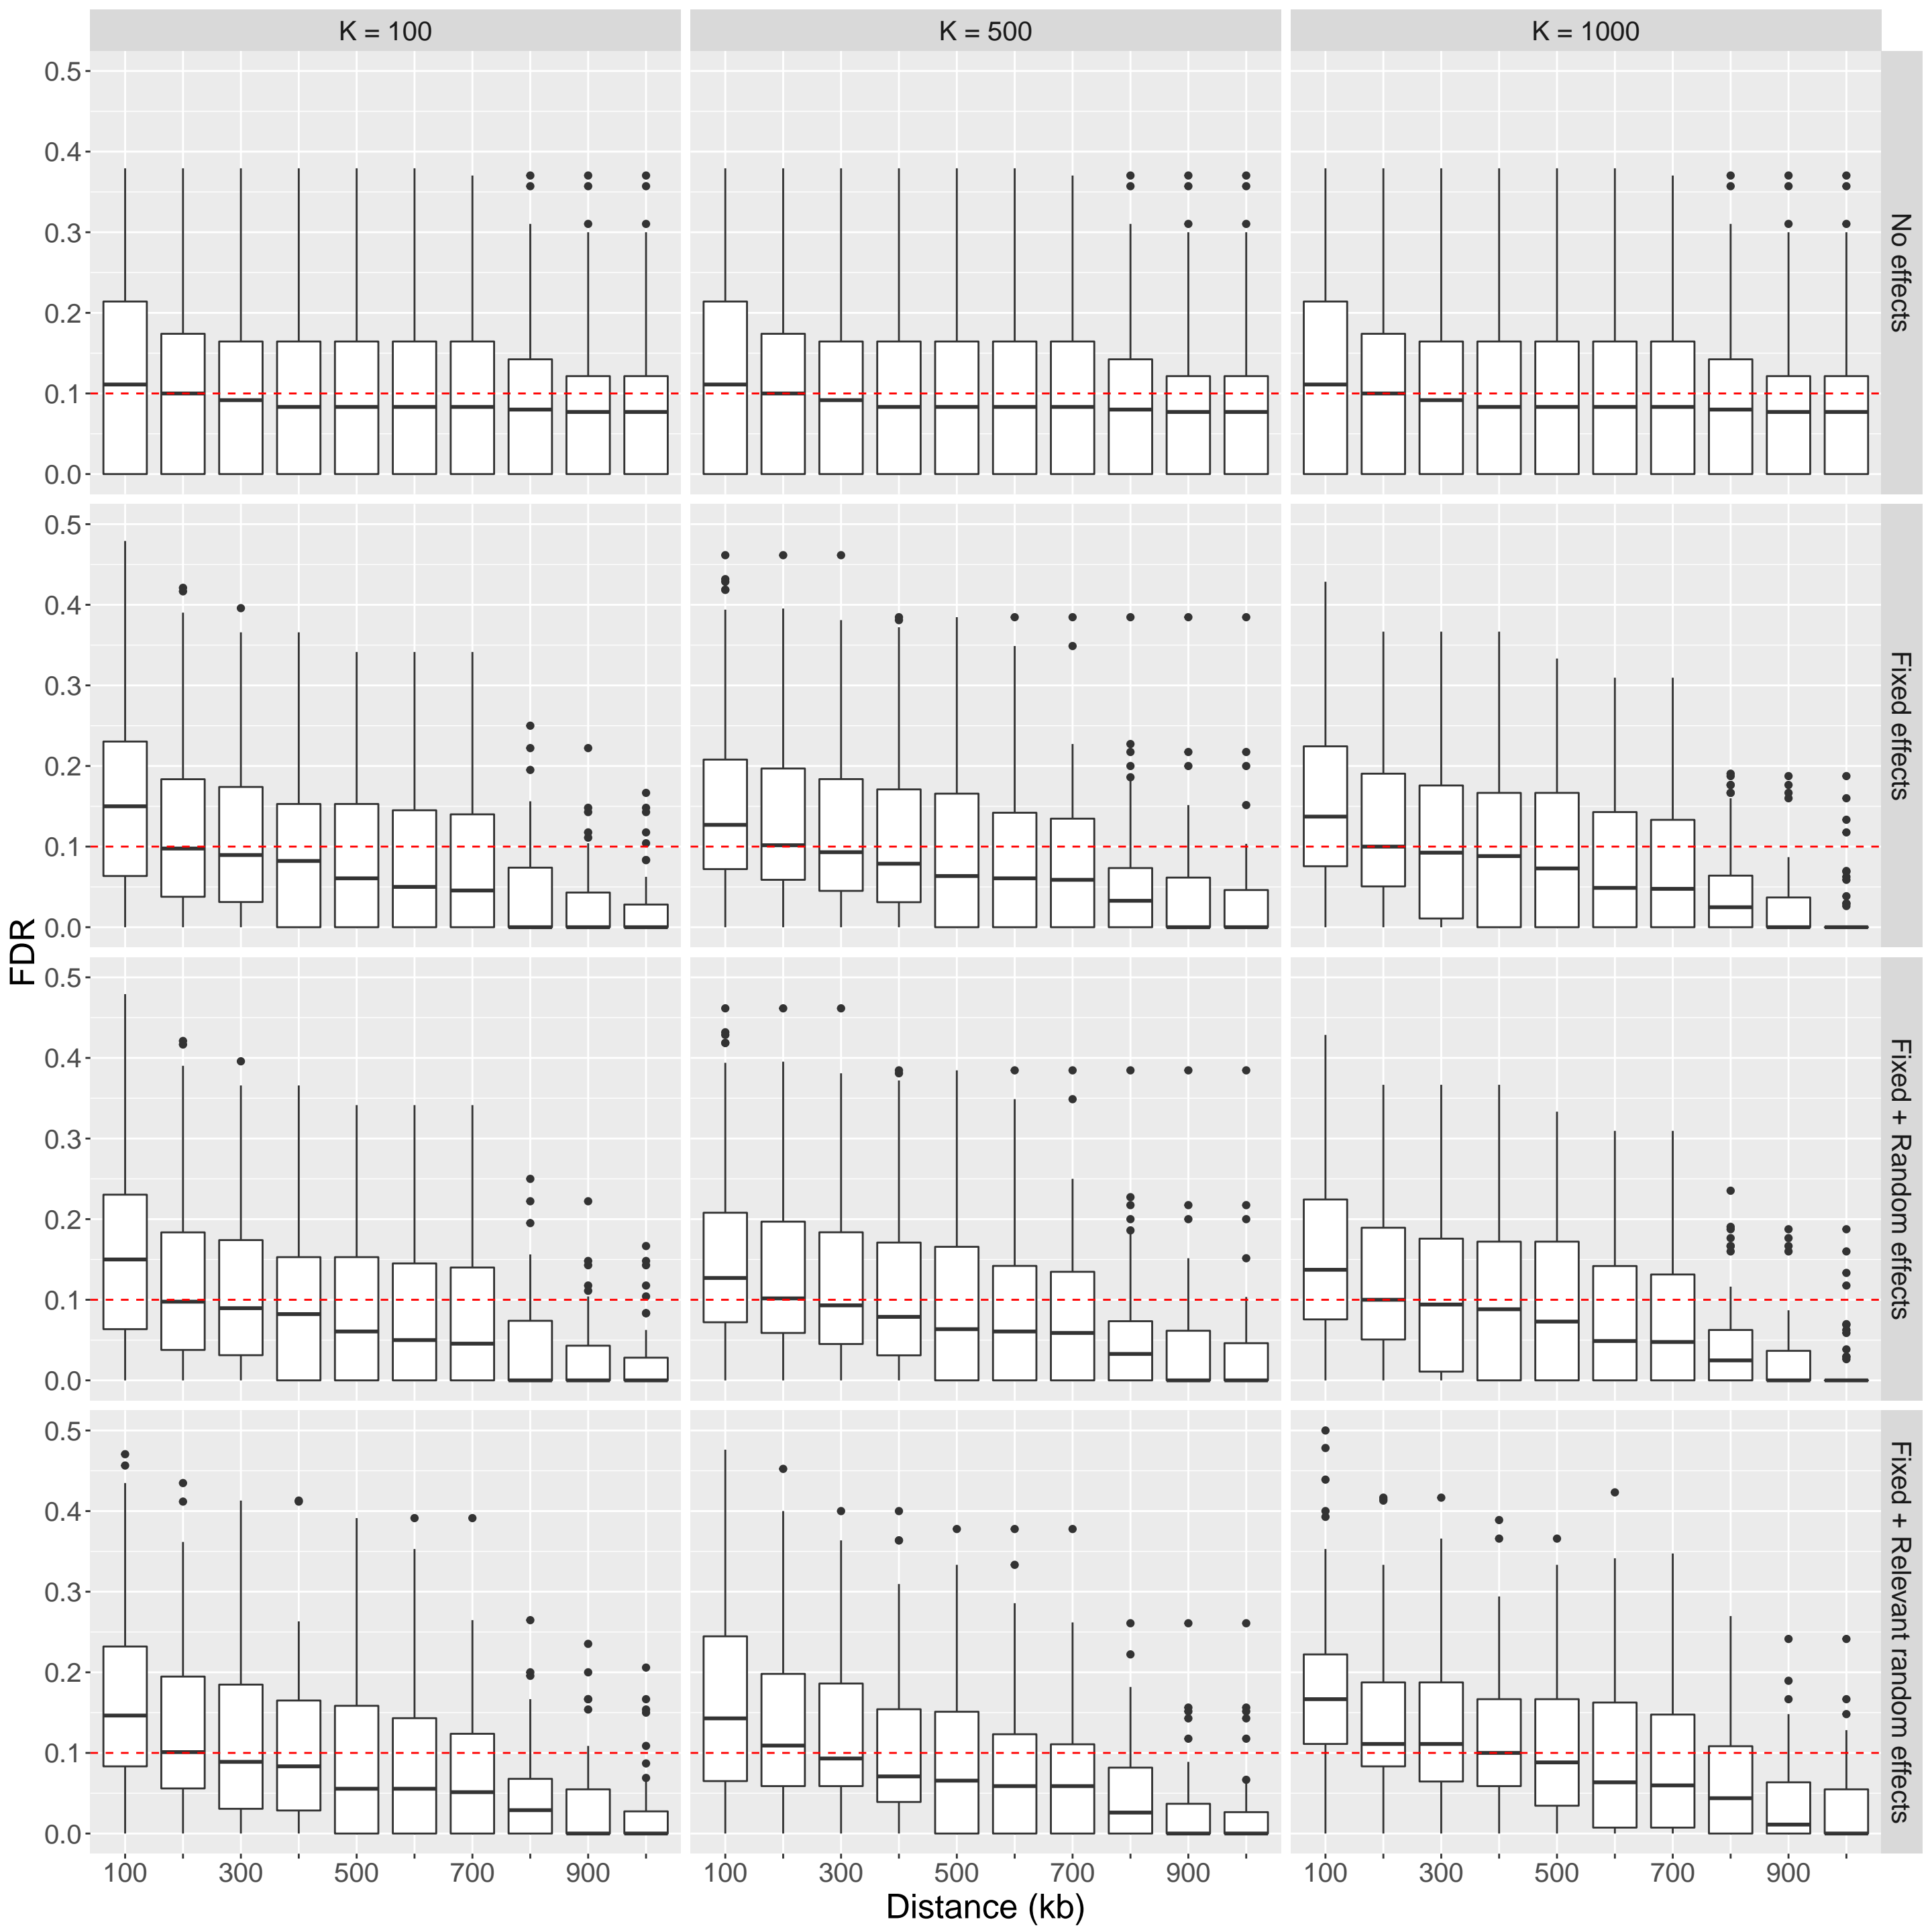 K = 100
K = 500
K = 1000
0.5
0.4
0.3
0.2
0.1
0.0
No effects
0.5
0.4
0.3
0.2
0.1
0.0
Fixed effects
FDR
0.5
0.4
0.3
0.2
0.1
0.0
Fixed + Random effects
0.5
0.4
0.3
0.2
0.1
0.0
Fixed + Relevant random effects
100 300 500 700 900
100 300 500 700 900
100 300 500 700 900
Distance (kb)